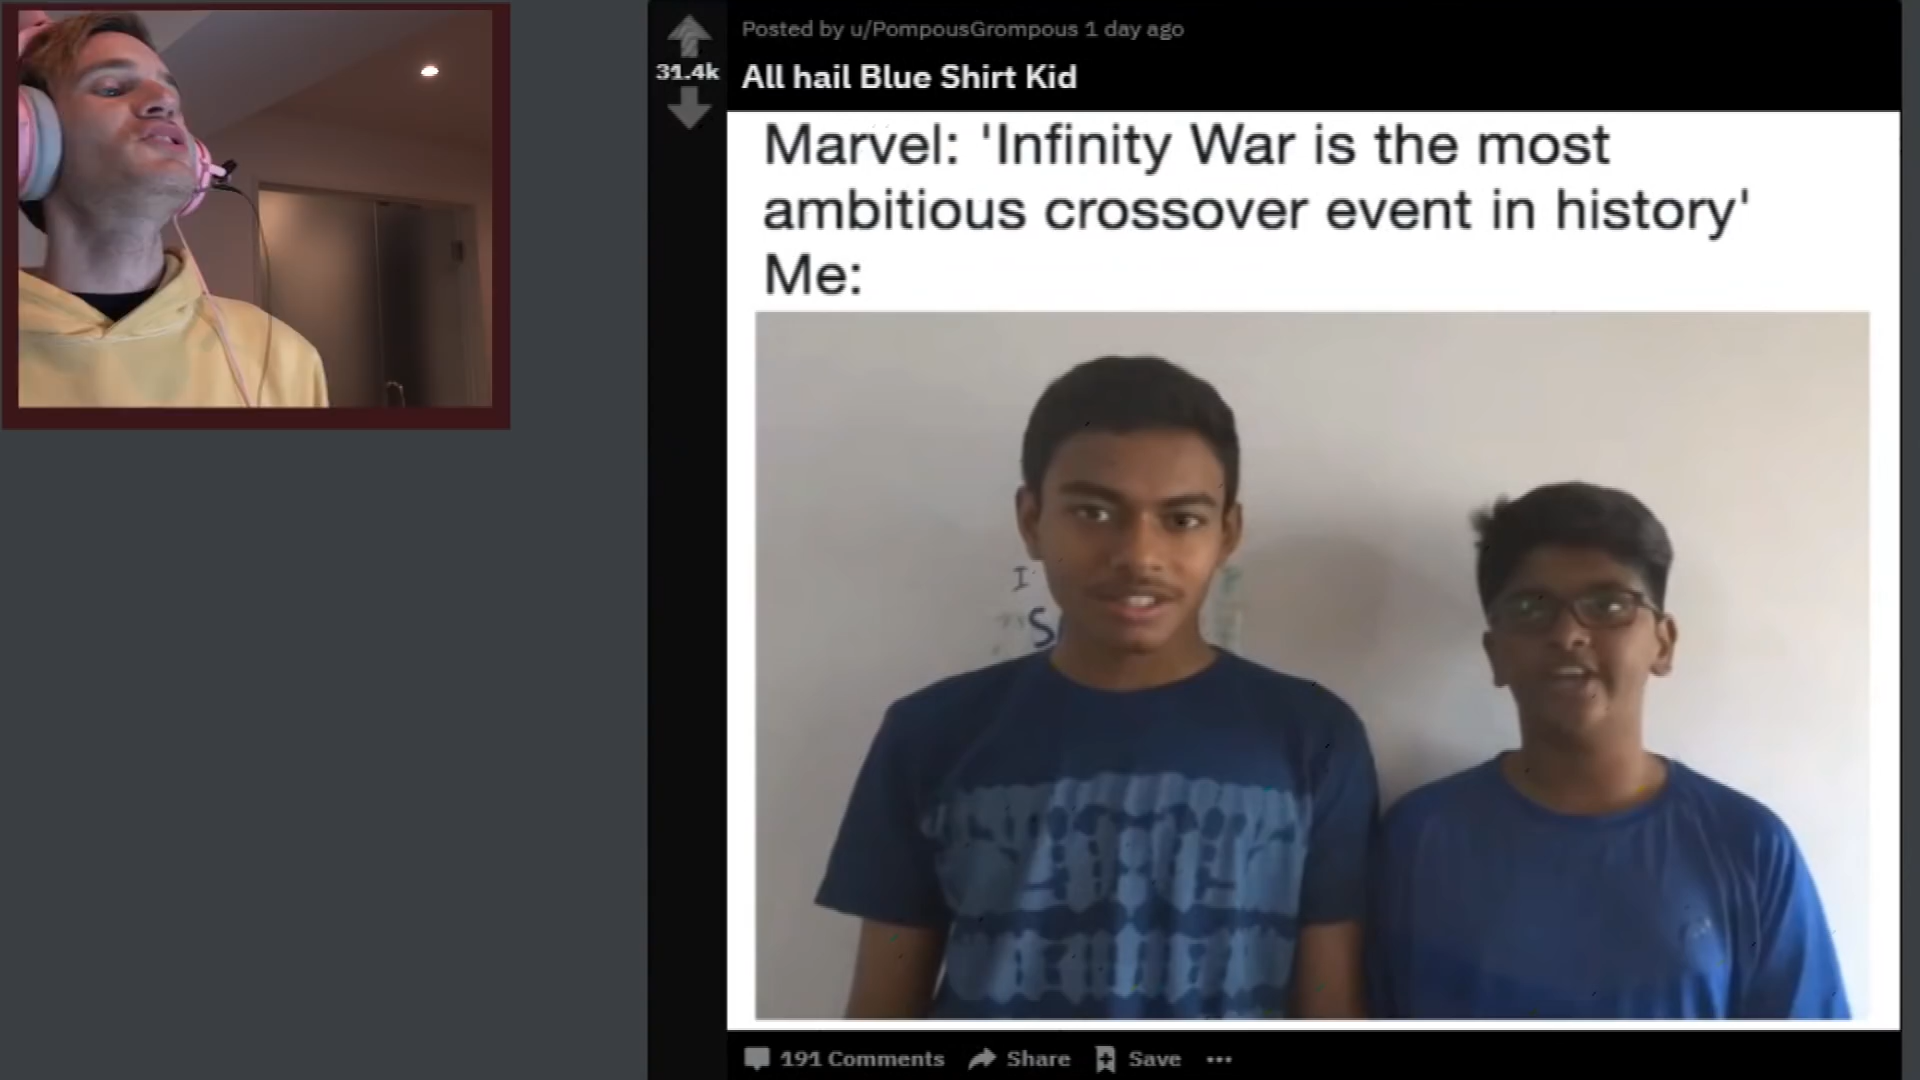 Posted by u/PompousGrompous 1 day ago
31.4k
All hail Blue Shirt Kid
Marvel: 'Infinity War is the most
ambitious crossover event in history'
Me:
I
S
191 Comments Share Save